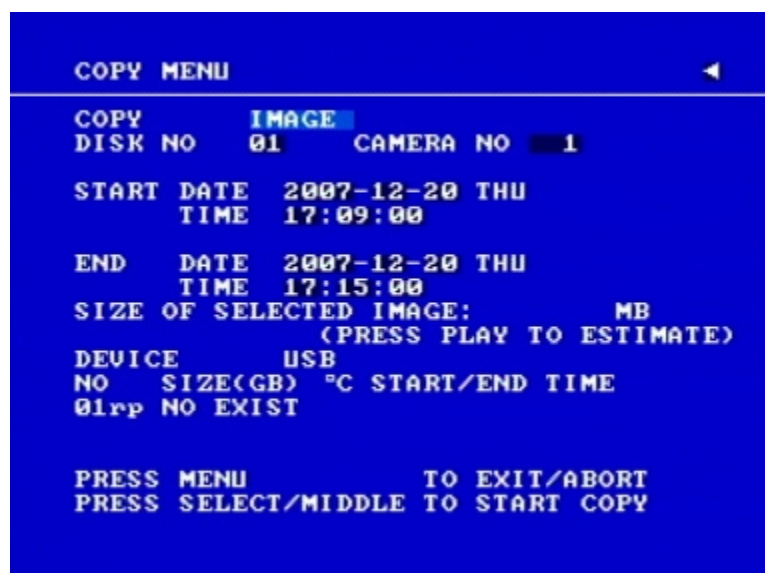 COPY MENU ◄
COPY IMAGE
DISK NO 01 CAMERA NO 1
START DATE 2007-12-20 THU
TIME 17:09:00
END DATE 2007-12-20 THU
TIME 17:15:00
SIZE OF SELECTED IMAGE: MB
(PRESS PLAY TO ESTIMATE)
DEVICE USB
NO SIZE(GB) °C START/END TIME
01rp NO EXIST
PRESS MENU TO EXIT/ABORT
PRESS SELECT/MIDDLE TO START COPY